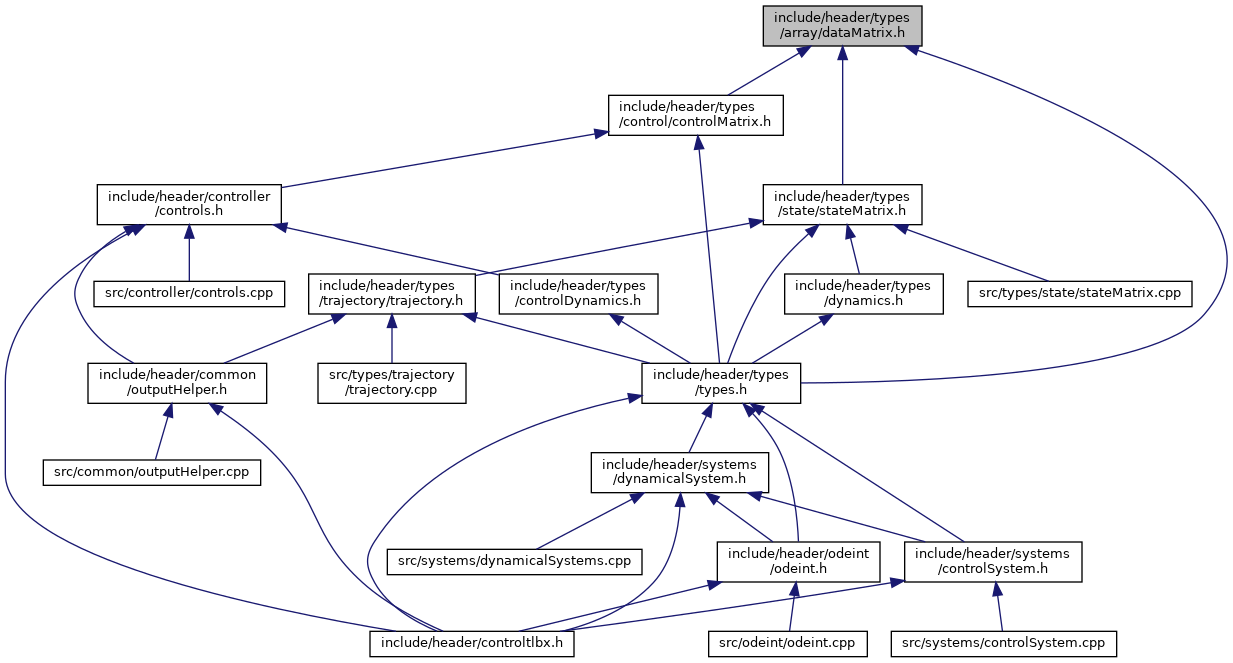 include/header/types
/array/dataMatrix.h
include/header/types
/control/controlMatrix.h
include/header/controller
/controls.h
include/header/types
/state/stateMatrix.h
src/controller/controls.cpp
include/header/types
/trajectory/trajectory.h
include/header/types
/controlDynamics.h
include/header/types
/dynamics.h
src/types/state/stateMatrix.cpp
include/header/common
/outputHelper.h
src/types/trajectory
/trajectory.cpp
include/header/types
/types.h
src/common/outputHelper.cpp
include/header/systems
/dynamicalSystem.h
src/systems/dynamicalSystems.cpp
include/header/odeint
/odeint.h
include/header/systems
/controlSystem.h
include/header/controltlbx.h
src/odeint/odeint.cpp
src/systems/controlSystem.cpp